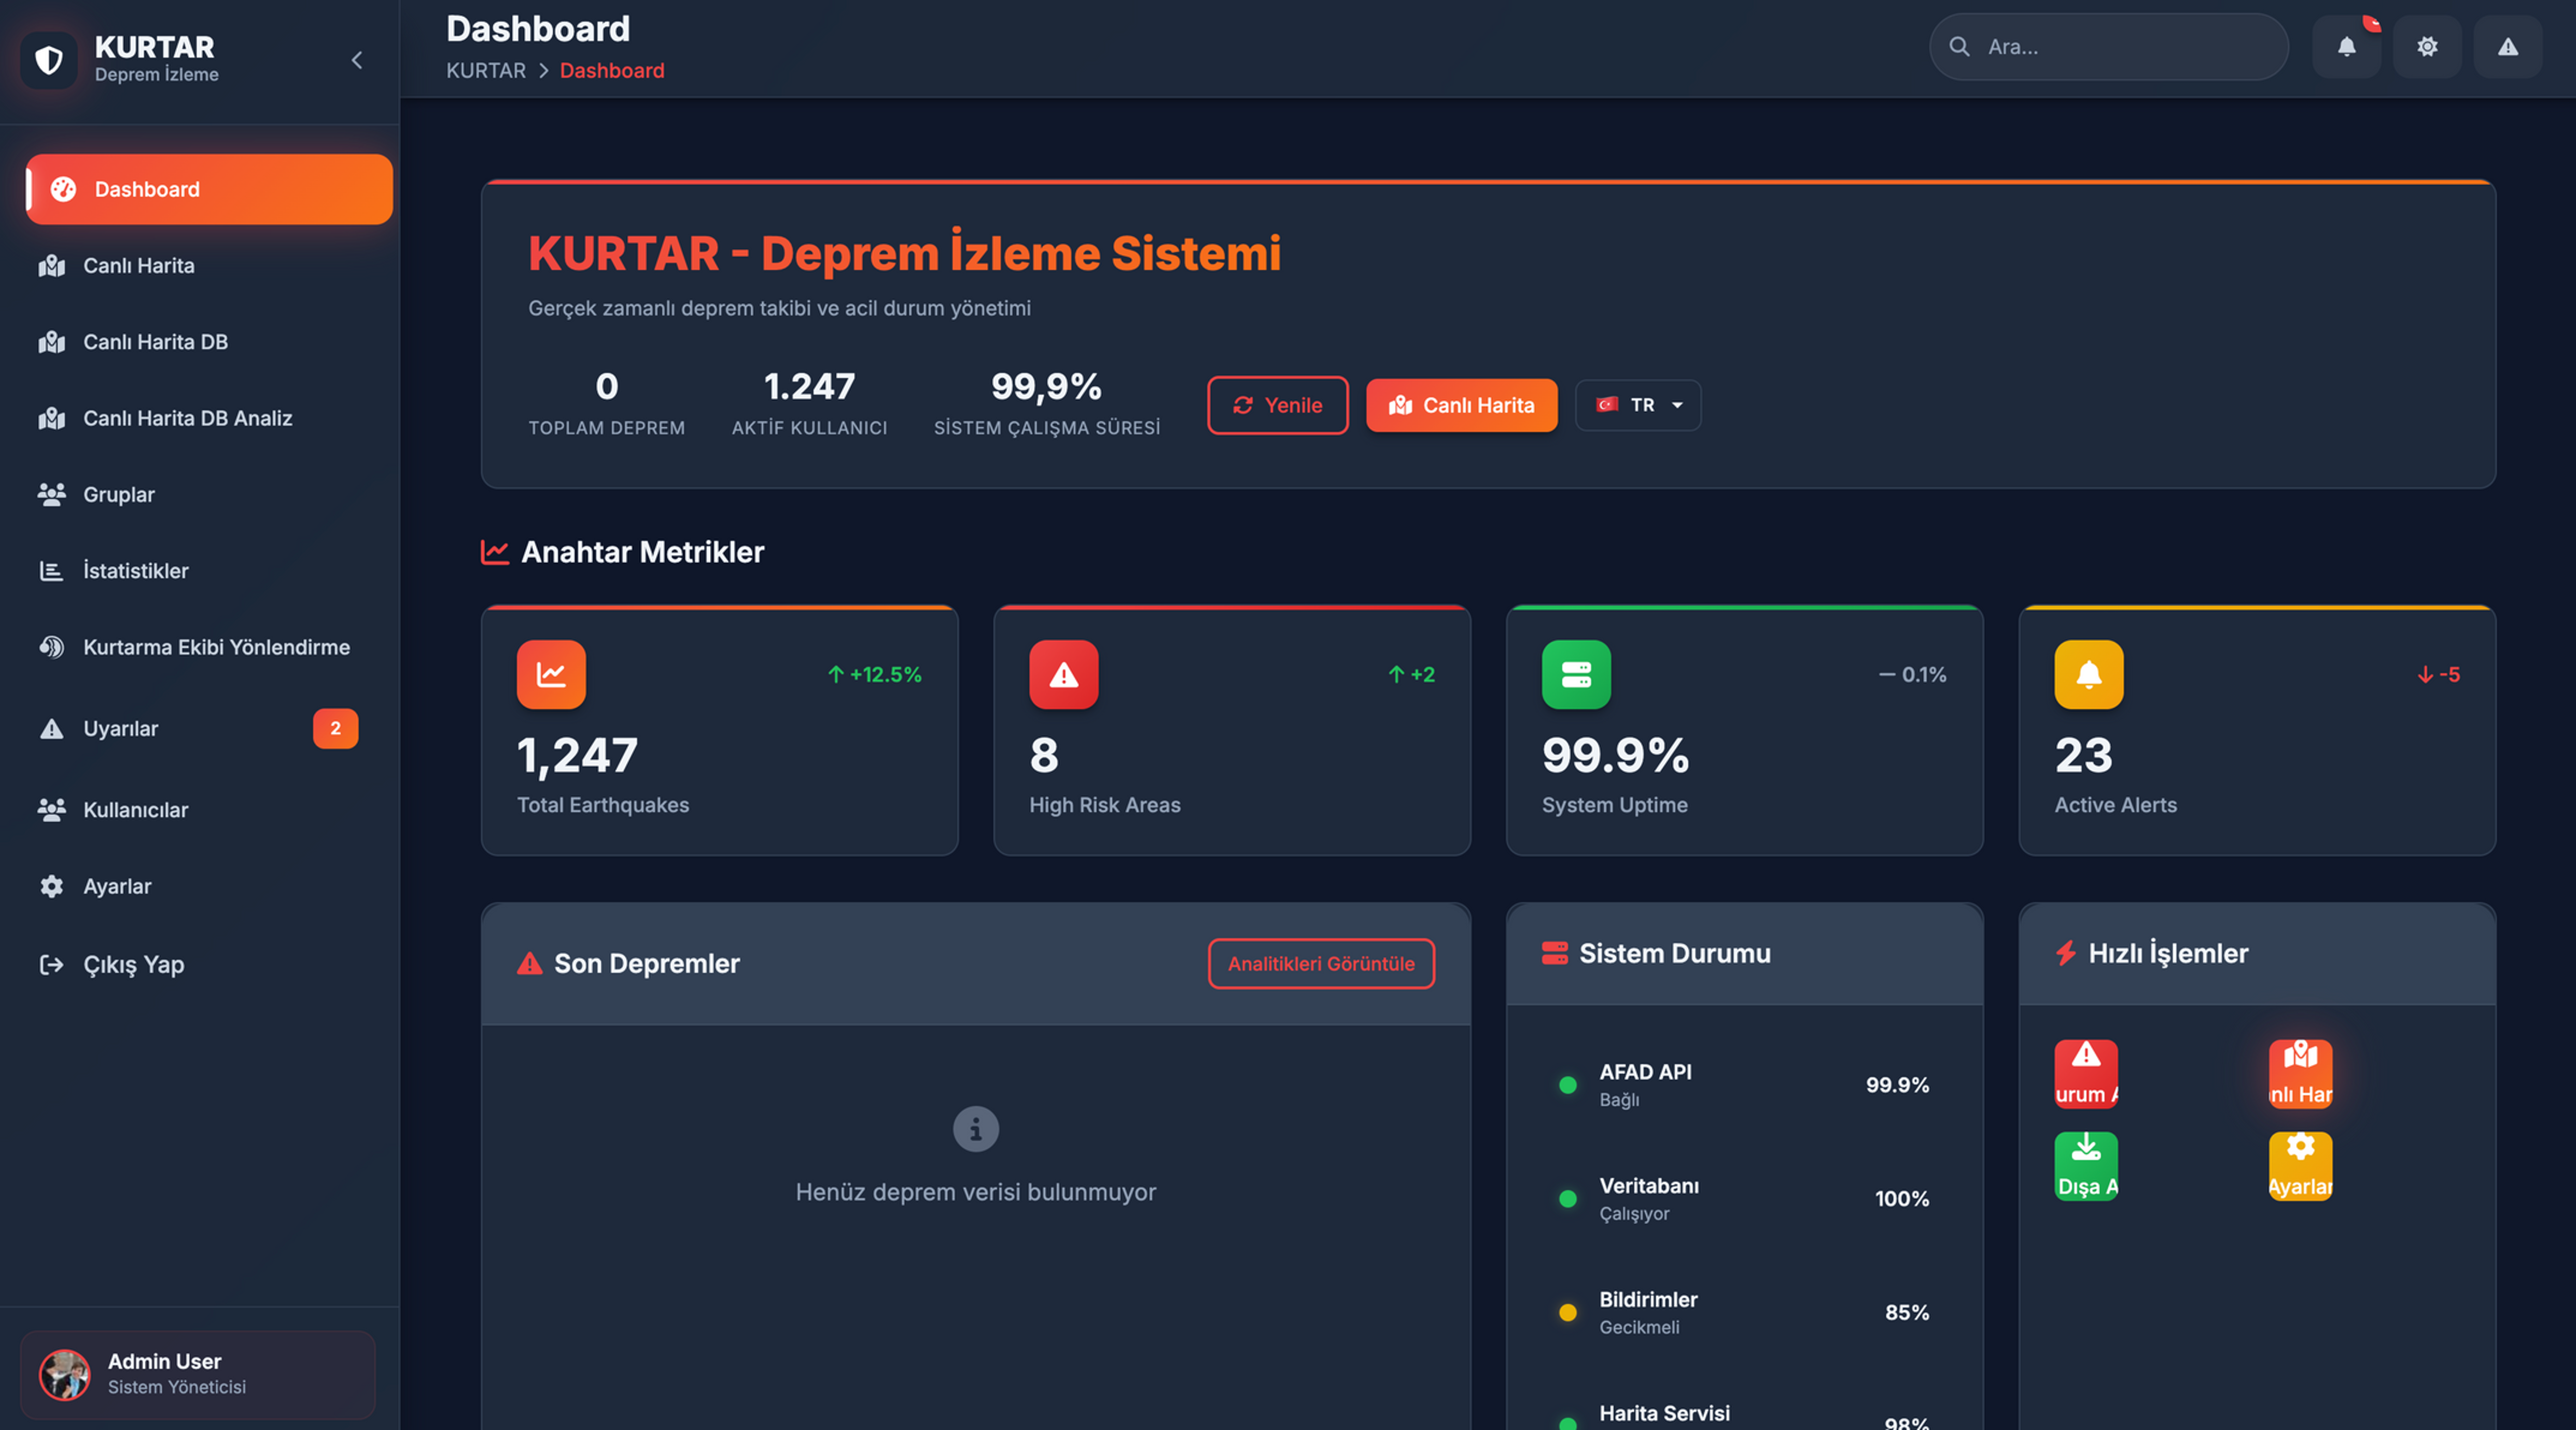 KURTAR
Deprem İzleme
Dashboard
KURTAR > Dashboard
Ara...
Dashboard
Canlı Harita
Canlı Harita DB
Canlı Harita DB Analiz
Gruplar
İstatistikler
Kurtarma Ekibi Yönlendirme
Uyarılar 2
Kullanıcılar
Ayarlar
Çıkış Yap
Admin User
Sistem Yöneticisi
KURTAR - Deprem İzleme Sistemi
Gerçek zamanlı deprem takibi ve acil durum yönetimi
0
TOPLAM DEPREM
1.247
AKTİF KULLANICI
99,9%
SİSTEM ÇALIŞMA SÜRESİ
Yenile
Canlı Harita
TR
Anahtar Metrikler
+12.5%
1,247
Total Earthquakes
+2
8
High Risk Areas
0.1%
99.9%
System Uptime
-5
23
Active Alerts
Son Depremler
Analitikleri Görüntüle
Henüz deprem verisi bulunmuyor
Sistem Durumu
AFAD API
Bağlı
99.9%
Veritabanı
Çalışıyor
100%
Bildirimler
Gecikmeli
85%
Harita Servisi
98%
Hızlı İşlemler
urum A
nlı Har
Dışa A
Ayarlar